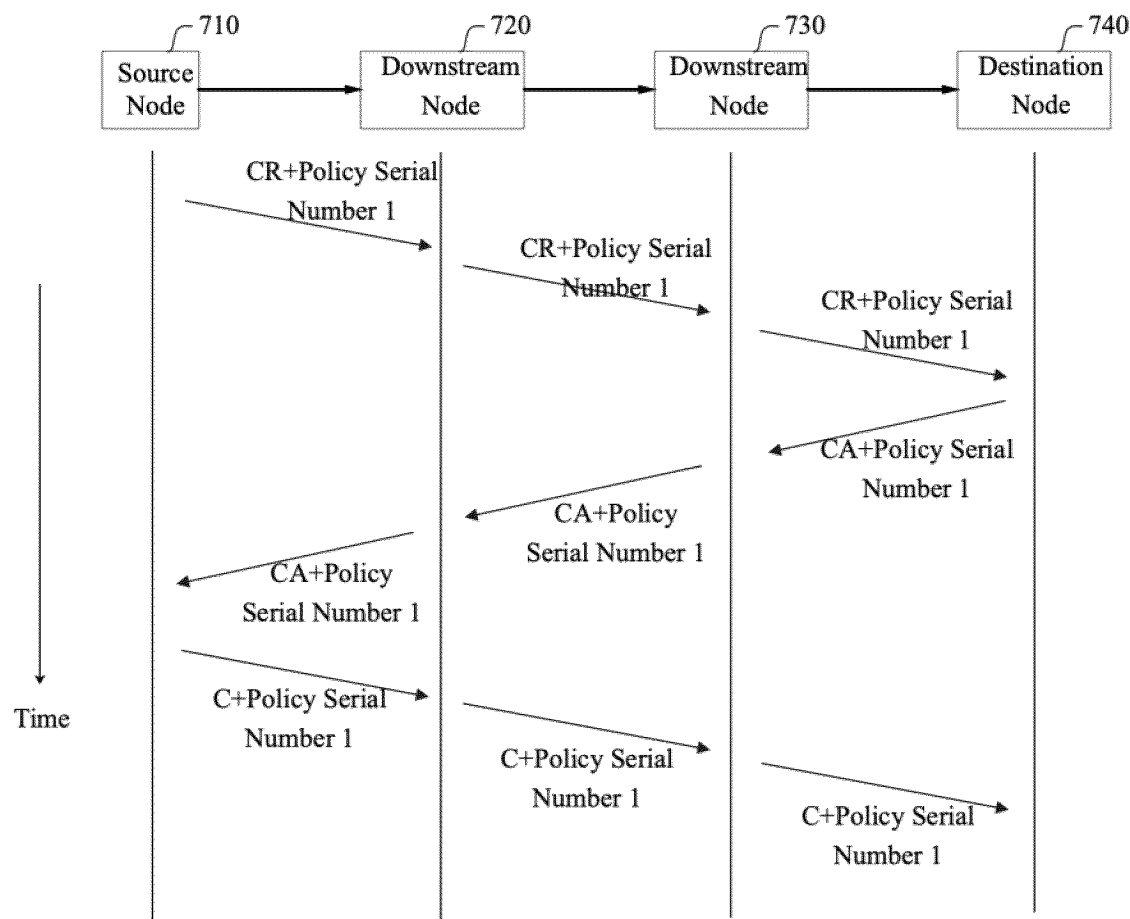 710
720
730
740
Source
Node
Downstream
Node
Downstream
Node
Destination
Node
CR+Policy Serial
Number 1
CR+Policy Serial
Number 1
CR+Policy Serial
Number 1
CA+Policy Serial
Number 1
CA+Policy
Serial Number 1
CA+Policy
Serial Number 1
C+Policy Serial
Number 1
Time
C+Policy Serial
Number 1
C+Policy Serial
Number 1